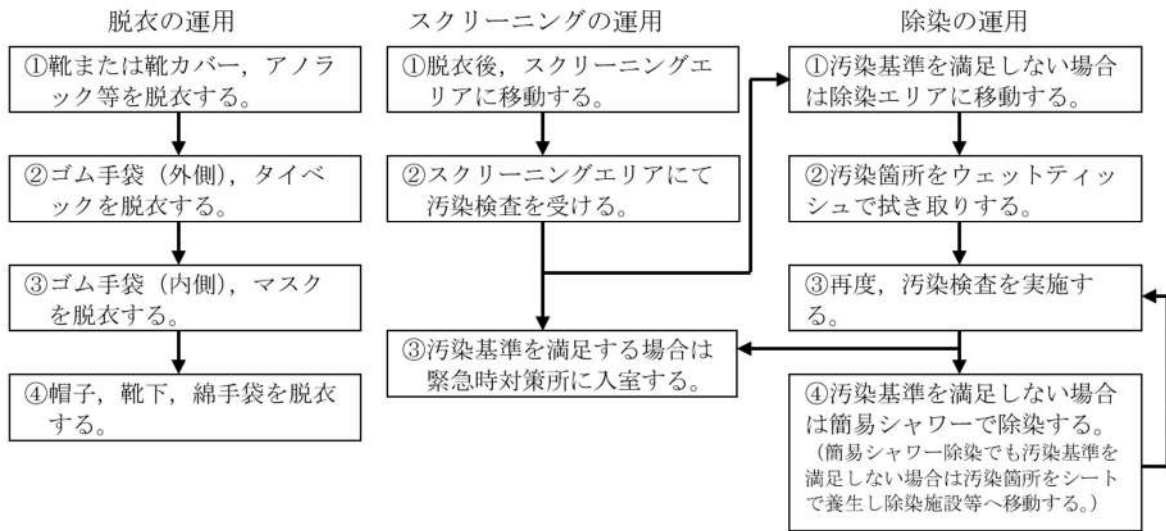 脱衣の運用
①靴または靴カバー，アノラ
ック等を脱衣する。
②ゴム手袋（外側），タイベ
ックを脱衣する。
③ゴム手袋（内側），マスク
を脱衣する。
④帽子，靴下，綿手袋を脱衣
する。
スクリーニングの運用
①脱衣後，スクリーニングエ
リアに移動する。
②スクリーニングエリアにて
汚染検査を受ける。
③汚染基準を満足する場合は
緊急時対策所に入室する。
除染の運用
①汚染基準を満足しない場合
は除染エリアに移動する。
②汚染箇所をウェットティッ
シュで拭き取りする。
③再度，汚染検査を実施す
る。
④汚染基準を満足しない場合
は簡易シャワーで除染する。
（簡易シャワー除染でも汚染基準を
満足しない場合は汚染箇所をシート
で養生し除染施設等へ移動する。）